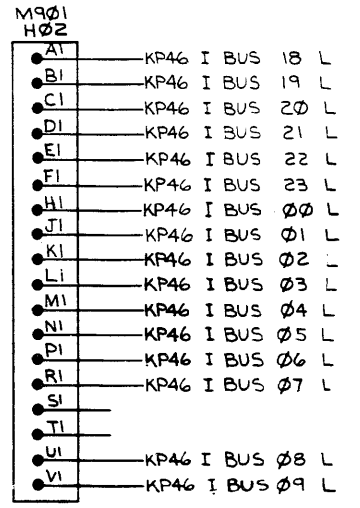 M9Ø1
HØ2
A1 KP46 I BUS 18 L
B1 KP46 I BUS 19 L
C1 KP46 I BUS 2Ø L
D1 KP46 I BUS 21 L
E1 KP46 I BUS 22 L
F1 KP46 I BUS 23 L
H1 KP46 I BUS ØØ L
J1 KP46 I BUS Ø1 L
K1 KP46 I BUS Ø2 L
L1 KP46 I BUS Ø3 L
M1 KP46 I BUS Ø4 L
N1 KP46 I BUS Ø5 L
P1 KP46 I BUS Ø6 L
R1 KP46 I BUS Ø7 L
S1
T1
U1 KP46 I BUS Ø8 L
V1 KP46 I BUS Ø9 L